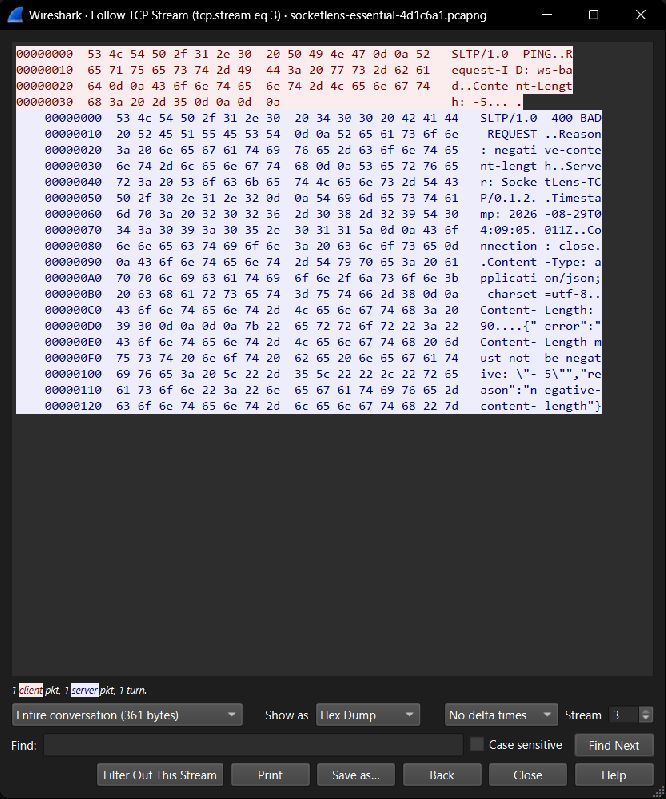 Wireshark · Follow TCP Stream (tcp.stream eq 3) · socketlens-essential-4d1c6a1.pcapng
00000000  53 4c 54 50 2f 31 2e 30  20 50 49 4e 47 0d 0a 52   SLTP/1.0  PING..R
00000010  65 71 75 65 73 74 2d 49  44 3a 20 77 73 2d 62 61   equest-I D: ws-ba
00000020  64 0d 0a 43 6f 6e 74 65  6e 74 2d 4c 65 6e 67 74   d..Conte nt-Lengt
00000030  68 3a 20 2d 35 0d 0a 0d  0a                        h: -5... .
00000000  53 4c 54 50 2f 31 2e 30  20 34 30 30 20 42 41 44   SLTP/1.0  400 BAD
00000010  20 52 45 51 55 45 53 54  0d 0a 52 65 61 73 6f 6e    REQUEST ..Reason
00000020  3a 20 6e 65 67 61 74 69  76 65 2d 63 6f 6e 74 65   : negati ve-conte
00000030  6e 74 2d 6c 65 6e 67 74  68 0d 0a 53 65 72 76 65   nt-lengt h..Serve
00000040  72 3a 20 53 6f 63 6b 65  74 4c 65 6e 73 2d 54 43   r: Socke tLens-TC
00000050  50 2f 30 2e 31 2e 32 0d  0a 54 69 6d 65 73 74 61   P/0.1.2. .Timesta
00000060  6d 70 3a 20 32 30 32 36  2d 30 38 2d 32 39 54 30   mp: 2026 -08-29T0
00000070  34 3a 30 39 3a 30 35 2e  30 31 31 5a 0d 0a 43 6f   4:09:05. 011Z..Co
00000080  6e 6e 65 63 74 69 6f 6e  3a 20 63 6c 6f 73 65 0d   nnection : close.
00000090  0a 43 6f 6e 74 65 6e 74  2d 54 79 70 65 3a 20 61   .Content -Type: a
000000A0  70 70 6c 69 63 61 74 69  6f 6e 2f 6a 73 6f 6e 3b   pplicati on/json;
000000B0  20 63 68 61 72 73 65 74  3d 75 74 66 2d 38 0d 0a    charset =utf-8..
000000C0  43 6f 6e 74 65 6e 74 2d  4c 65 6e 67 74 68 3a 20   Content- Length: 
000000D0  39 30 0d 0a 0d 0a 7b 22  65 72 72 6f 72 22 3a 22   90....{" error":"
000000E0  43 6f 6e 74 65 6e 74 2d  4c 65 6e 67 74 68 20 6d   Content- Length m
000000F0  75 73 74 20 6e 6f 74 20  62 65 20 6e 65 67 61 74   ust not  be negat
00000100  69 76 65 3a 20 5c 22 2d  35 5c 22 22 2c 22 72 65   ive: \"- 5\"","re
00000110  61 73 6f 6e 22 3a 22 6e  65 67 61 74 69 76 65 2d   ason":"n egative-
00000120  63 6f 6e 74 65 6e 74 2d  6c 65 6e 67 74 68 22 7d   content- length"}
1 client pkt, 1 server pkt, 1 turn.
Entire conversation (361 bytes) Show as Hex Dump No delta times Stream 3
Find: Case sensitive Find Next
Filter Out This Stream Print Save as... Back Close Help